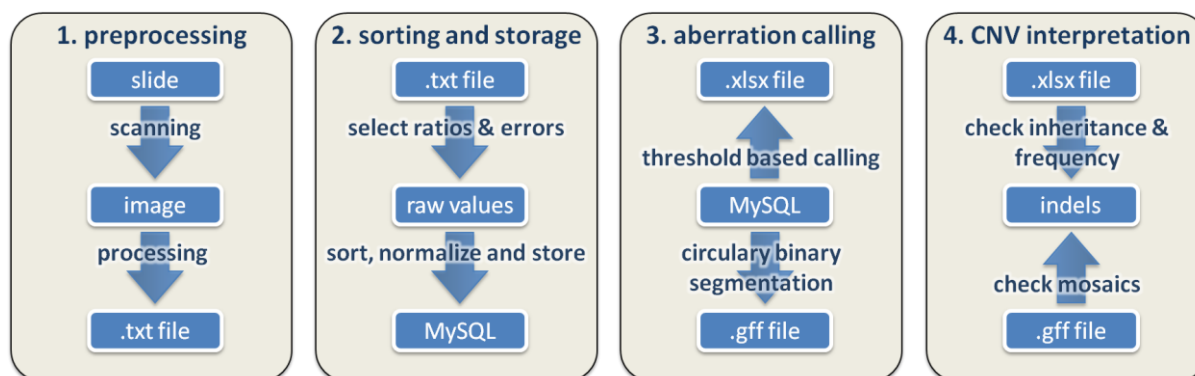 1. preprocessing
slide
scanning
image
processing
.txt file
2. sorting and storage
.txt file
select ratios & errors
raw values
sort, normalize and store
MySQL
3. aberration calling
.xlsx file
threshold based calling
MySQL
circulary binary
segmentation
.gff file
4. CNV interpretation
.xlsx file
check inheritance &
frequency
indels
check mosaics
.gff file